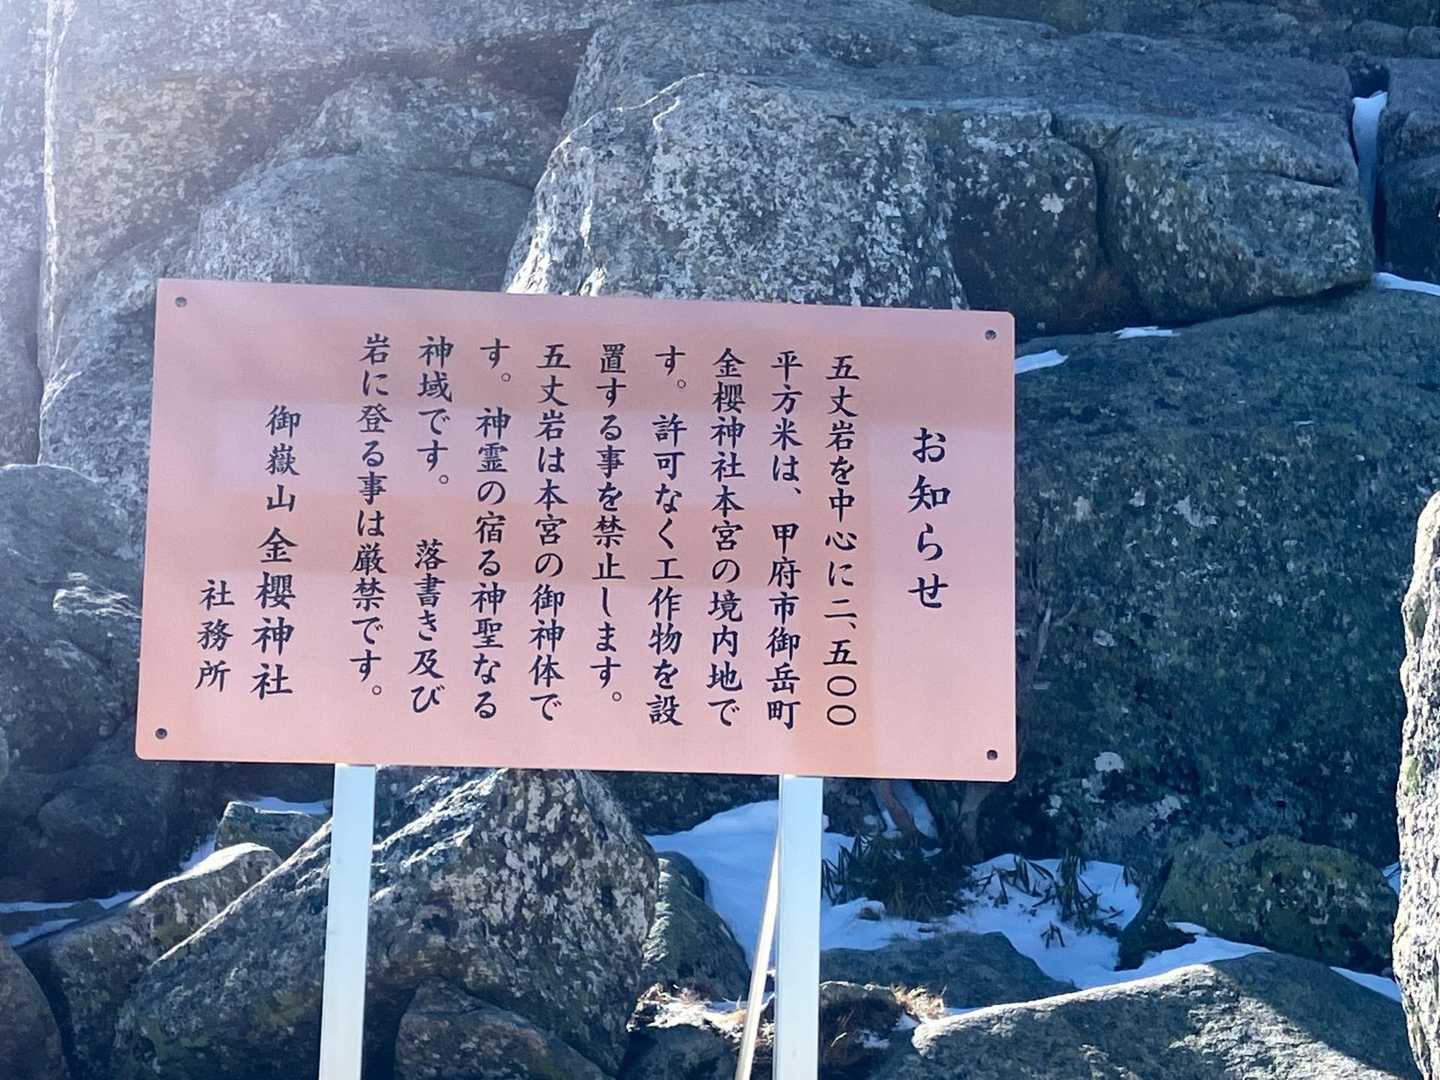 お知らせ
五丈岩を中心に二、五〇〇
平方米は、甲府市御岳町
金櫻神社本宮の境内地で
す。許可なく工作物を設
置する事を禁止します。
五丈岩は本宮の御神体で
す。神霊の宿る神聖なる
神域です。落書き及び
岩に登る事は厳禁です。
御嶽山金櫻神社
社務所